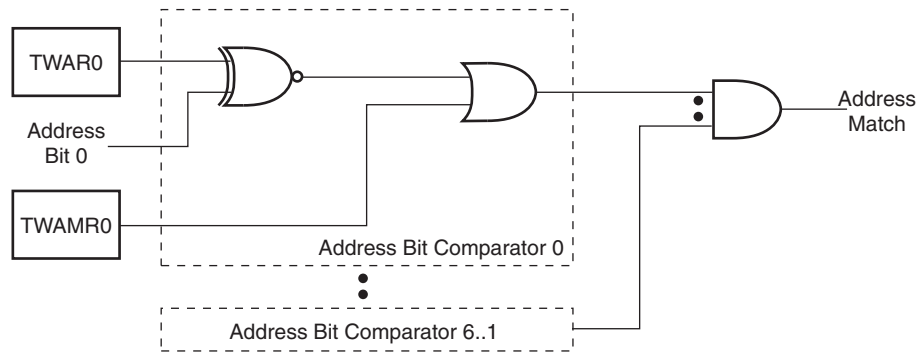 TWAR0
Address
Bit 0
TWAMR0
Address Bit Comparator 0
Address Bit Comparator 6..1
Address
Match